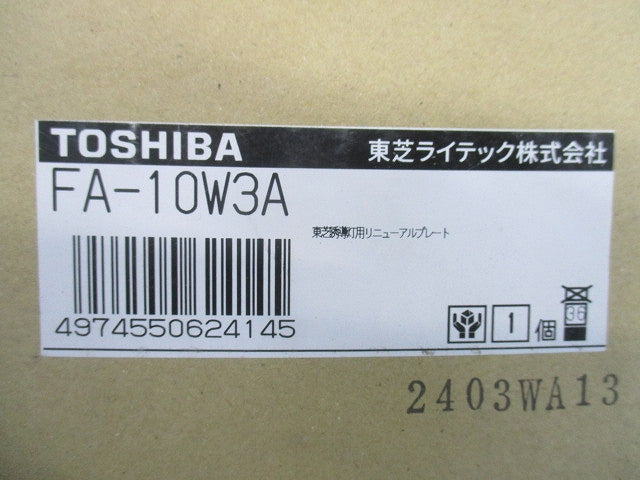 TOSHIBA 東芝ライテック株式会社
FA-10W3A
東芝誘導灯用リニューアルプレート
4974550624145
1 個 36
2403WA13